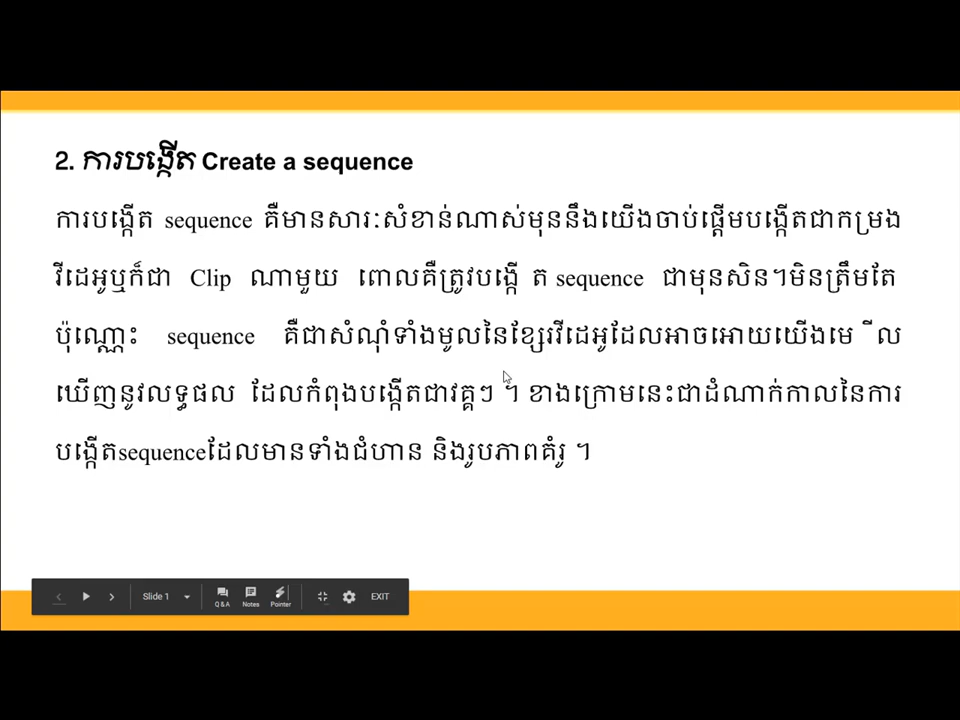 2. ការបង្កើត Create a sequence
ការបង្កើត sequence គឺមានសារៈសំខាន់ណាស់មុននឹងយើងចាប់ផ្តើមបង្កើតជាកម្រង
វីដេអូឬក៏ជា Clip ណាមួយ ពោលគឺត្រូវបង្កើ ត sequence ជាមុនសិន។មិនត្រឹមតែ
ប៉ុណ្ណោះ sequence គឺជាសំណុំទាំងមូលនៃខ្សែរវីដេអូដែលអាចអោយយើងមេ ីល
ឃើញនូវលទ្ធផល ដែលកំពុងបង្កើតជាវគ្គៗ ។ ខាងក្រោមនេះជាដំណាក់កាលនៃការ
បង្កើតsequenceដែលមានទាំងជំហាន និងរូបភាពគំរូ ។
Slide 1
Q&A
Notes
Pointer
EXIT